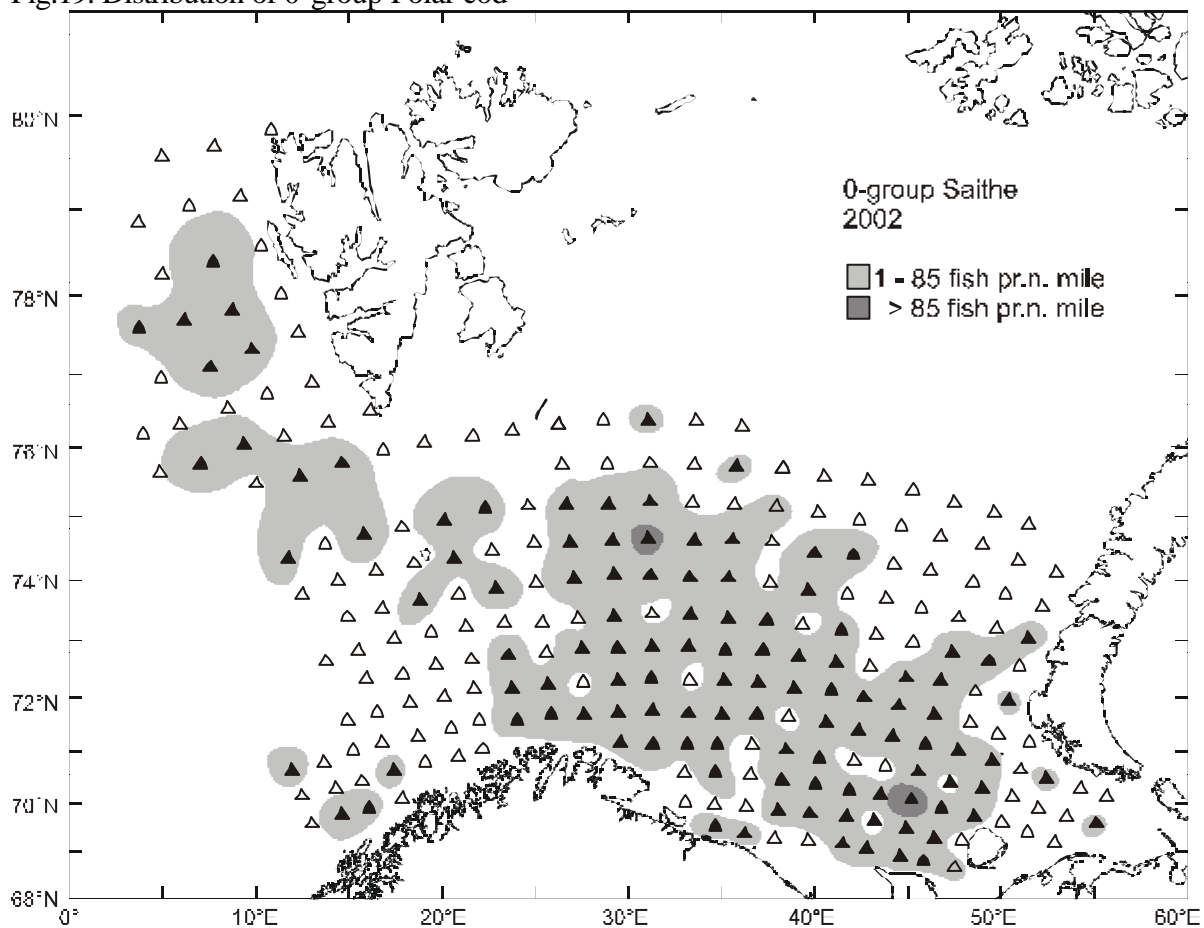 Fig.19. Distribution of 0-group Polar cod
80°N
0-group Saithe
2002
1 - 85 fish pr.n. mile
> 85 fish pr.n. mile
78°N
76°N
74°N
72°N
70°N
68°N
0° 10°E 20°E 30°E 40°E 50°E 60°E